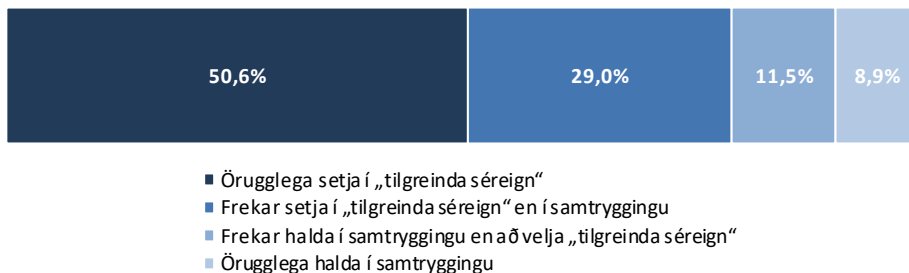 50,6% 29,0% 11,5% 8,9%
Örugglega setja í „tilgreinda séreign“
Frekar setja í „tilgreinda séreign“ en í samtryggingu
Frekar halda í samtryggingu en að velja „tilgreinda séreign“
Örugglega halda í samtryggingu